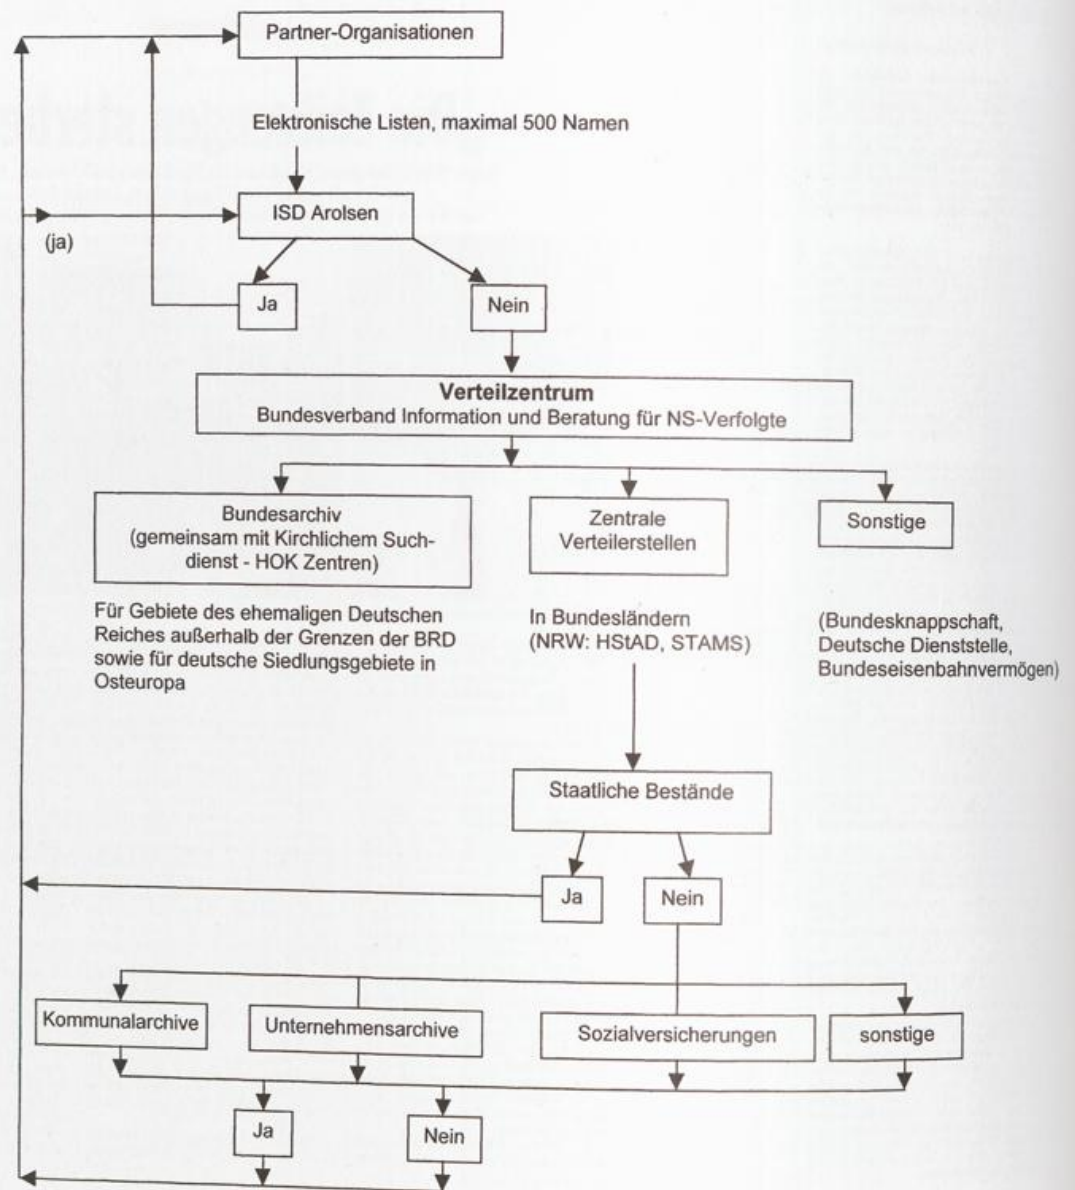 Partner-Organisationen
Elektronische Listen, maximal 500 Namen
ISD Arolsen
(ja)
Ja
Nein
Verteilzentrum
Bundesverband Information und Beratung für NS-Verfolgte
Bundesarchiv
(gemeinsam mit Kirchlichem Such-
dienst - HOK Zentren)
Zentrale
Verteilerstellen
Sonstige
Für Gebiete des ehemaligen Deutschen
Reiches außerhalb der Grenzen der BRD
sowie für deutsche Siedlungsgebiete in
Osteuropa
In Bundesländern
(NRW: HStAD, STAMS)
(Bundesknappschaft,
Deutsche Dienststelle,
Bundeseisenbahnvermögen)
Staatliche Bestände
Ja
Nein
Kommunalarchive
Unternehmensarchive
Sozialversicherungen
sonstige
Ja
Nein